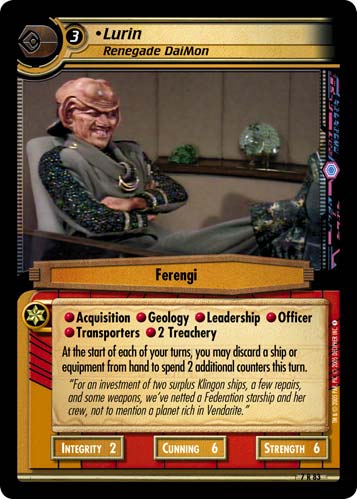 3
•Lurin
Renegade DaiMon
Ferengi
Acquisition Geology Leadership Officer
Transporters 2 Treachery
At the start of each of your turns, you may discard a ship or
equipment from hand to spend 2 additional counters this turn.
"For an investment of two surplus Klingon ships, a few repairs,
and some weapons, we've netted a Federation starship and her
crew, not to mention a planet rich in Vendarite."
INTEGRITY 2 CUNNING 6 STRENGTH 6
7 R 83